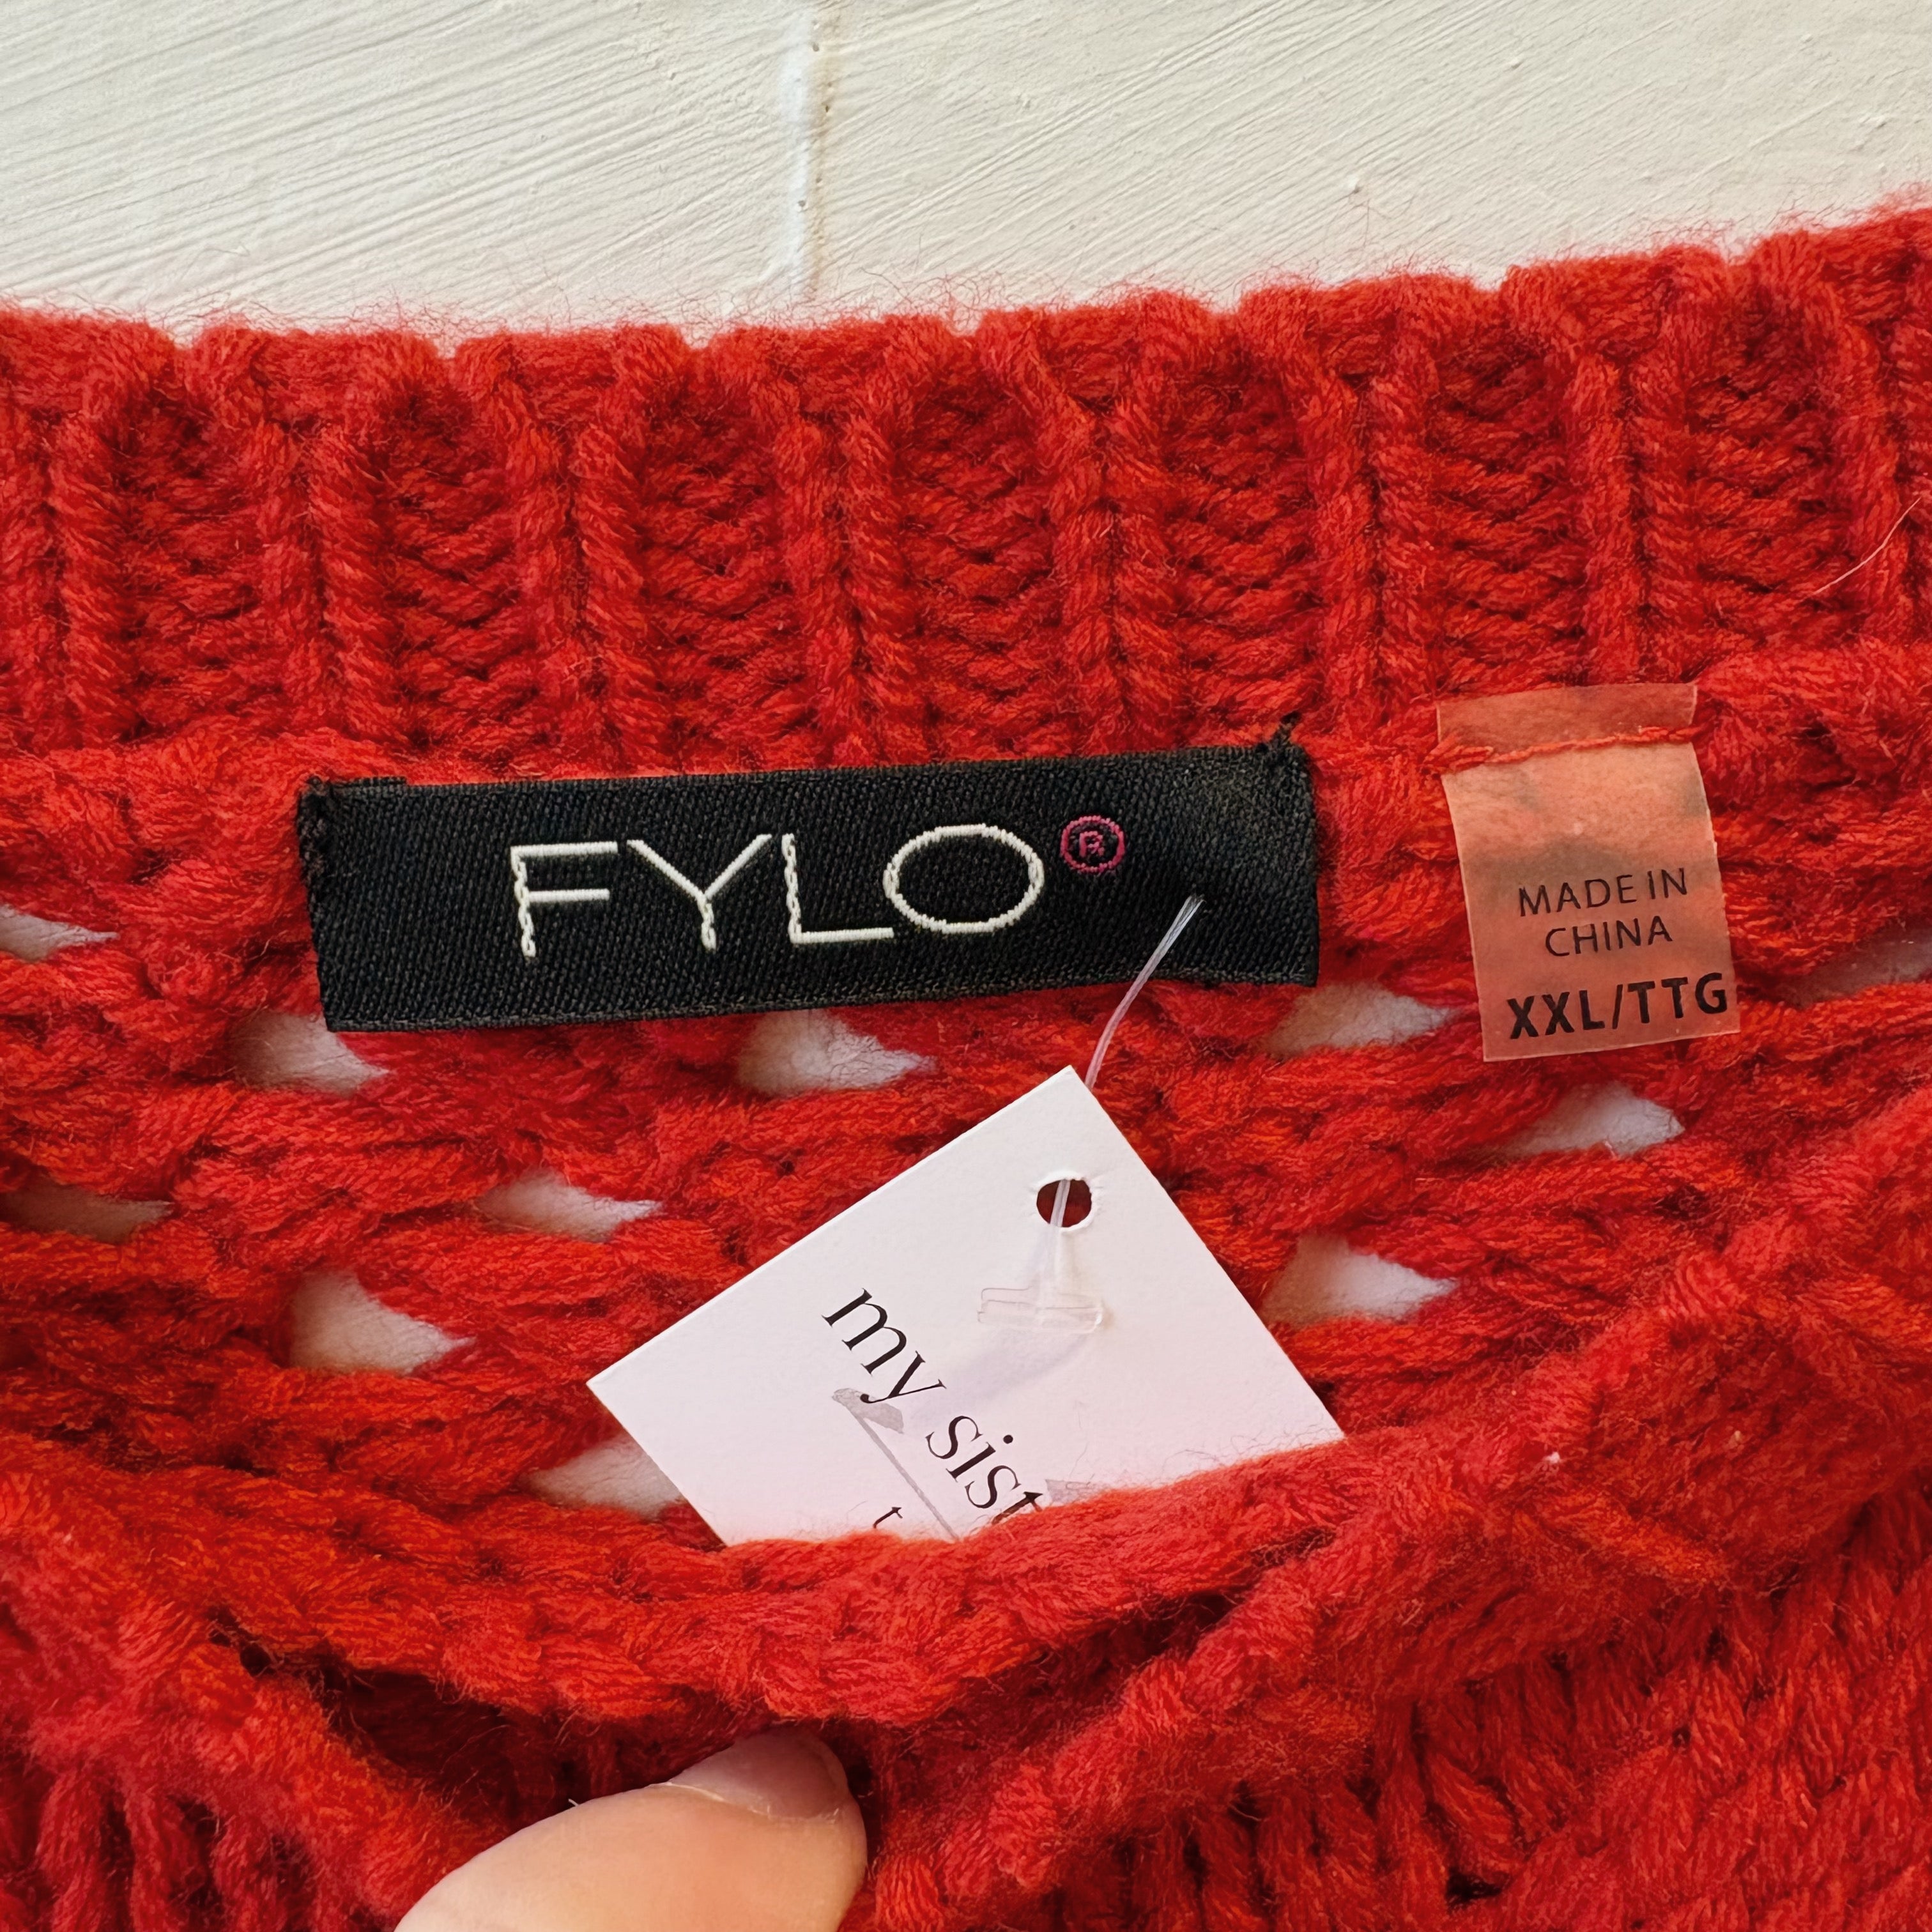 FYLO®
MADE IN
CHINA
XXL/TTG
my sist